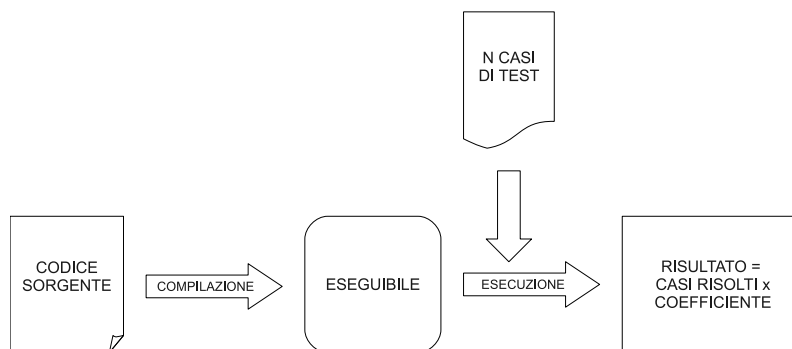 N CASI
DI TEST
CODICE
SORGENTE
COMPILAZIONE
ESEGUIBILE
ESECUZIONE
RISULTATO =
CASI RISOLTI x
COEFFICIENTE